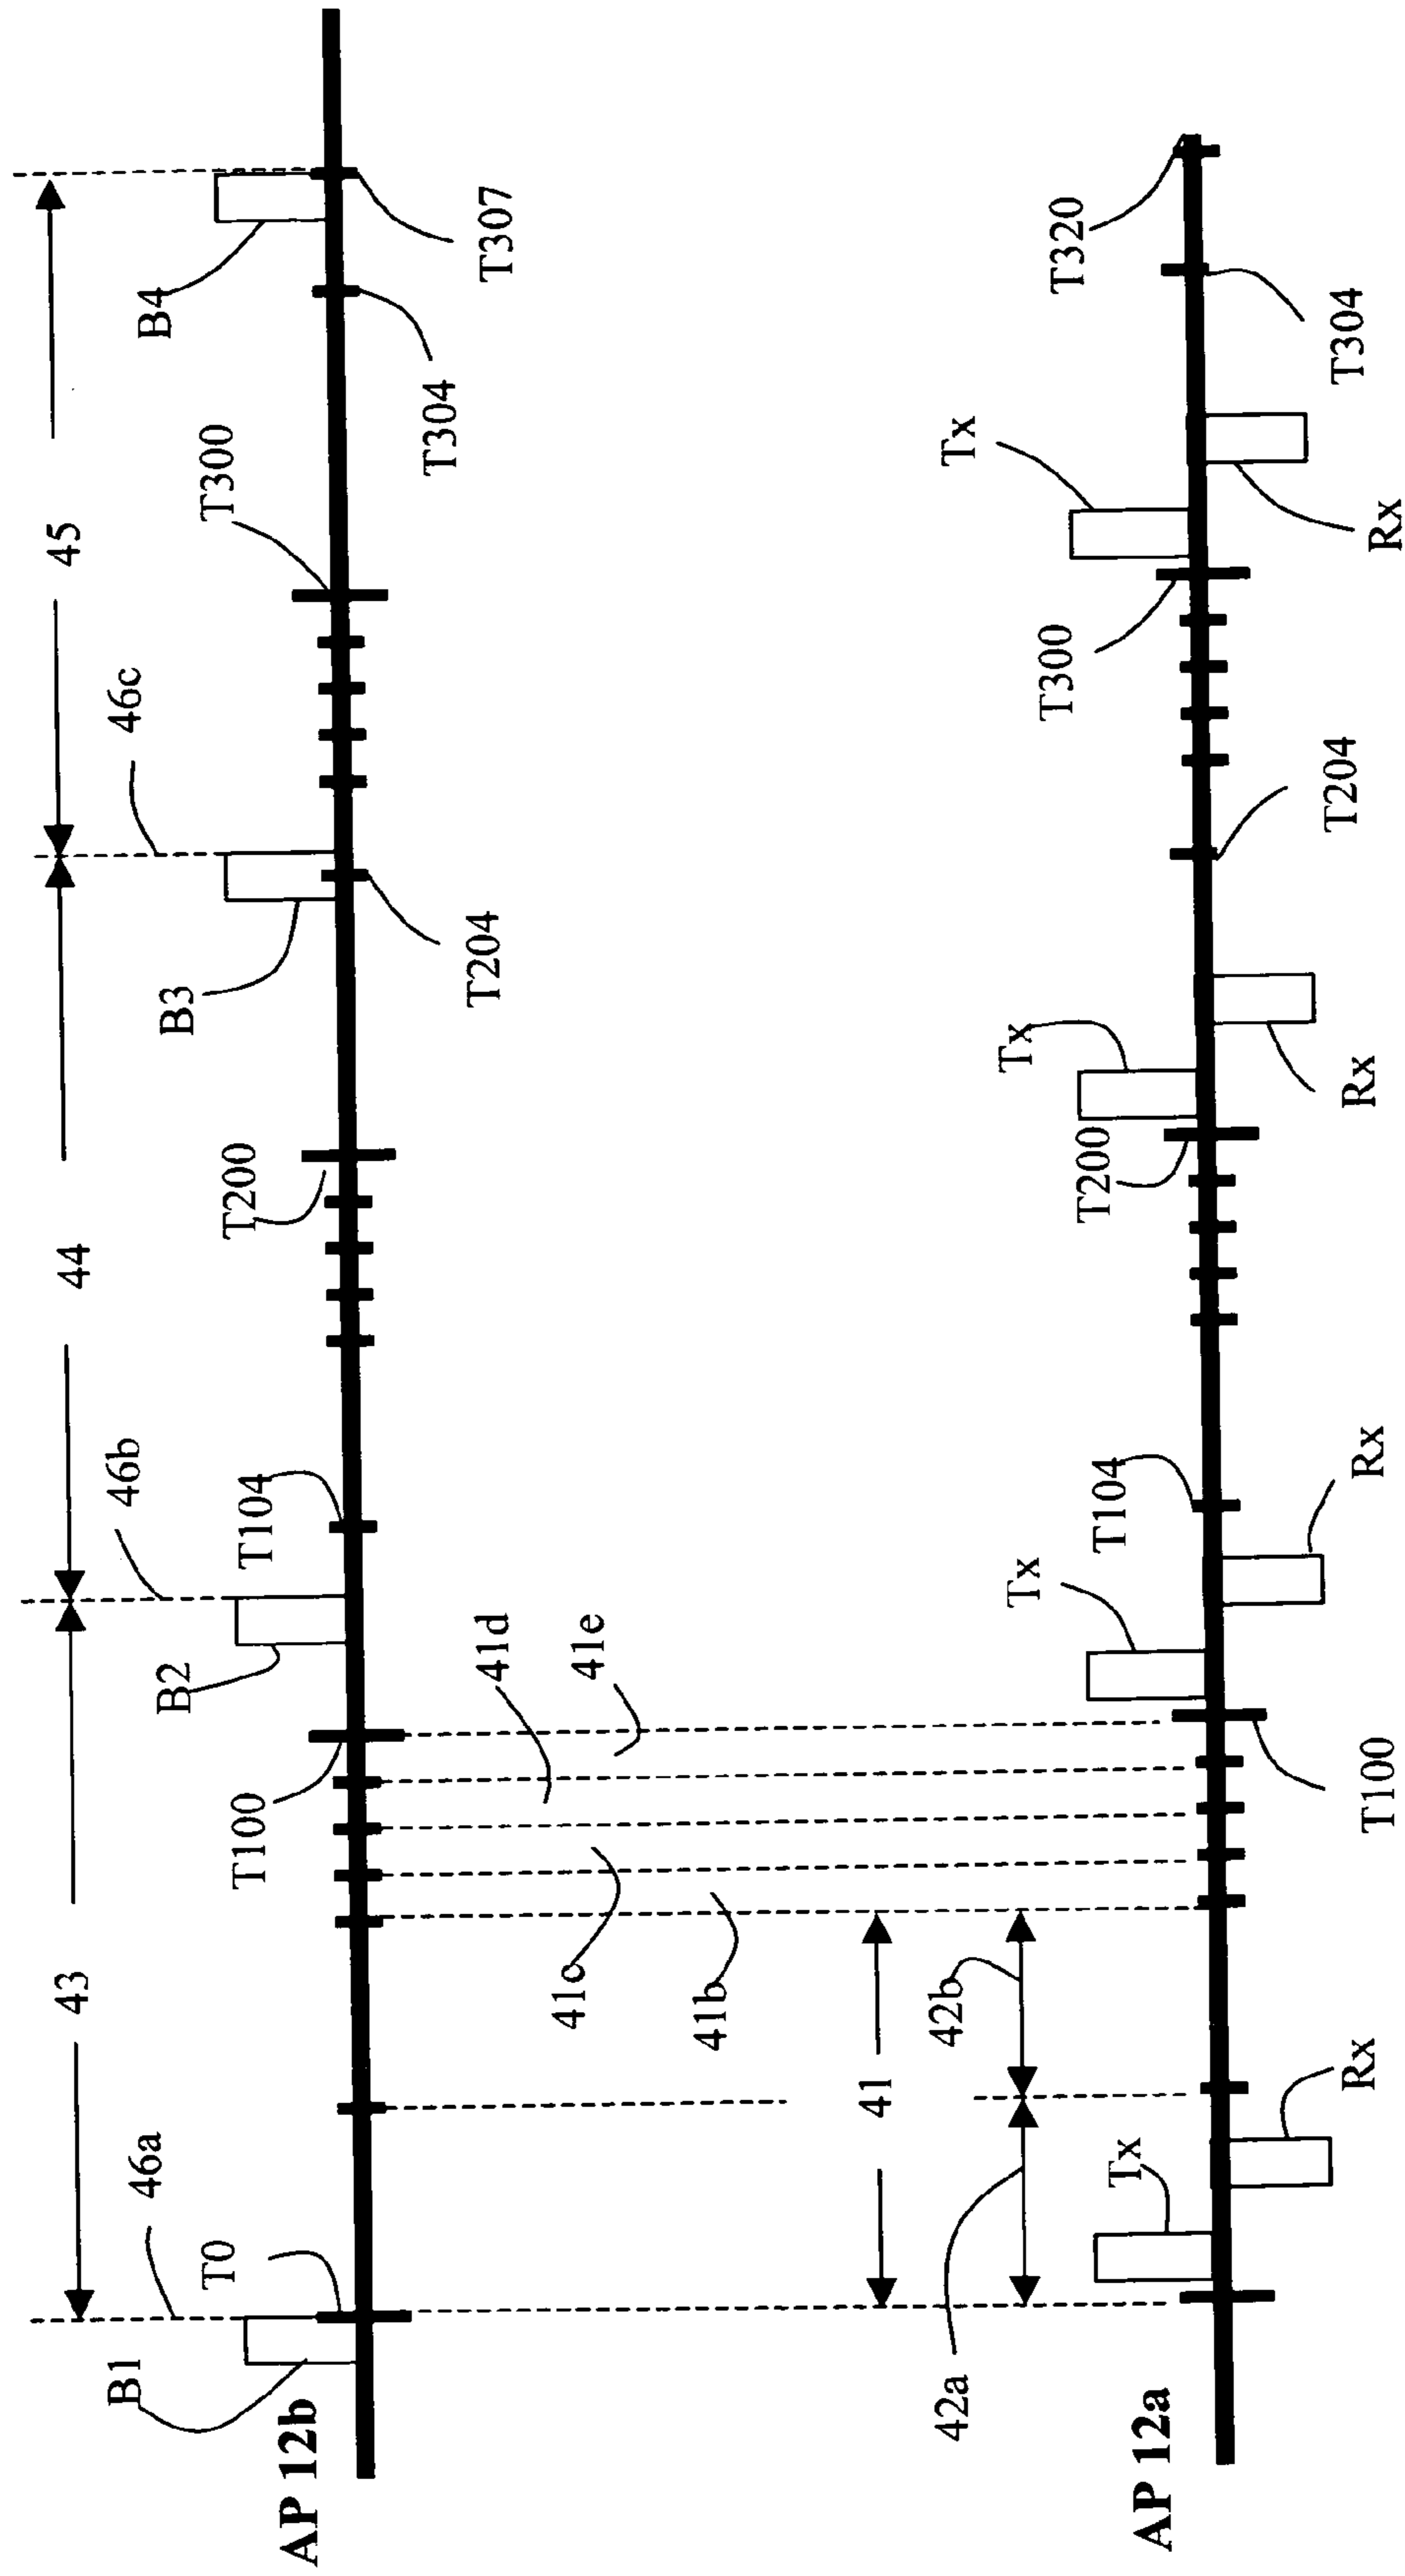 43
44
45
46a
46b
46c
B1
T0
B2
T104
T200
B3
T300
B4
AP 12b
T100
T204
T304
T307
41d
41e
41c
41b
41
42b
42a
Tx
Tx
T104
T200
Tx
T300
Tx
T320
AP 12a
Rx
T100
Rx
Rx
T204
Rx
T304